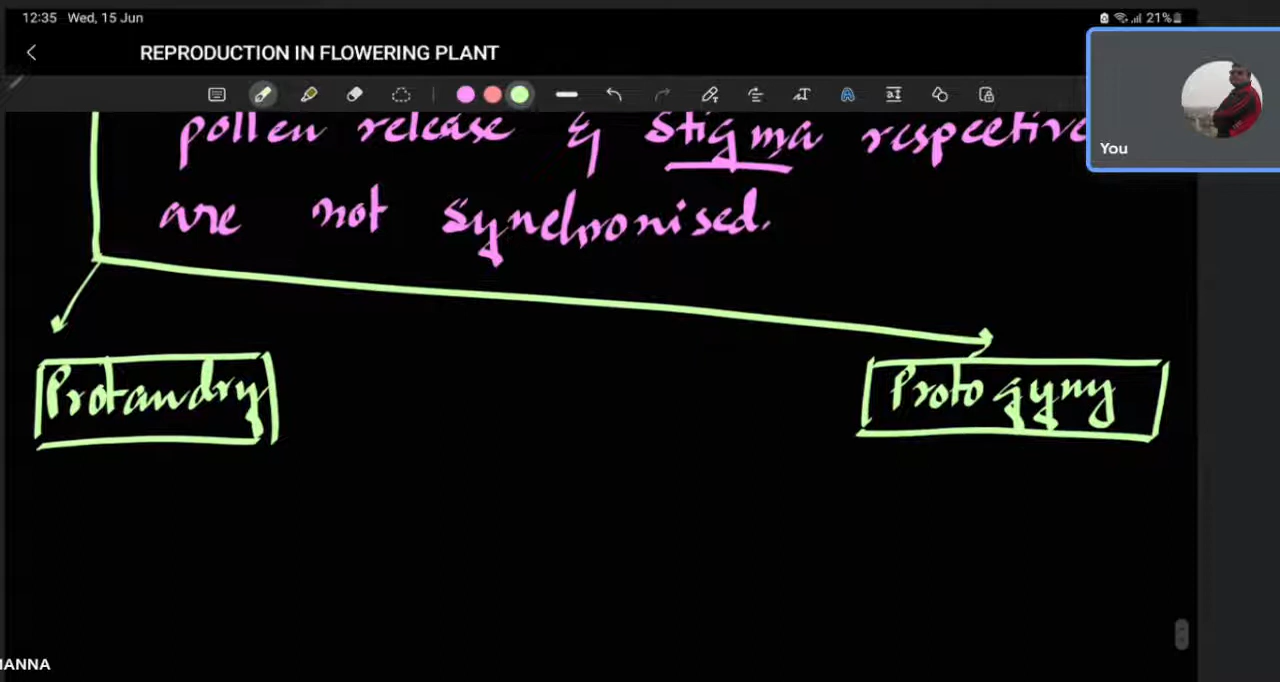 12:35 Wed, 15 Jun
21%
REPRODUCTION IN FLOWERING PLANT
You
pollen release & stigma respective
are not synchronised.
Protandry
Protogyny
MANNA